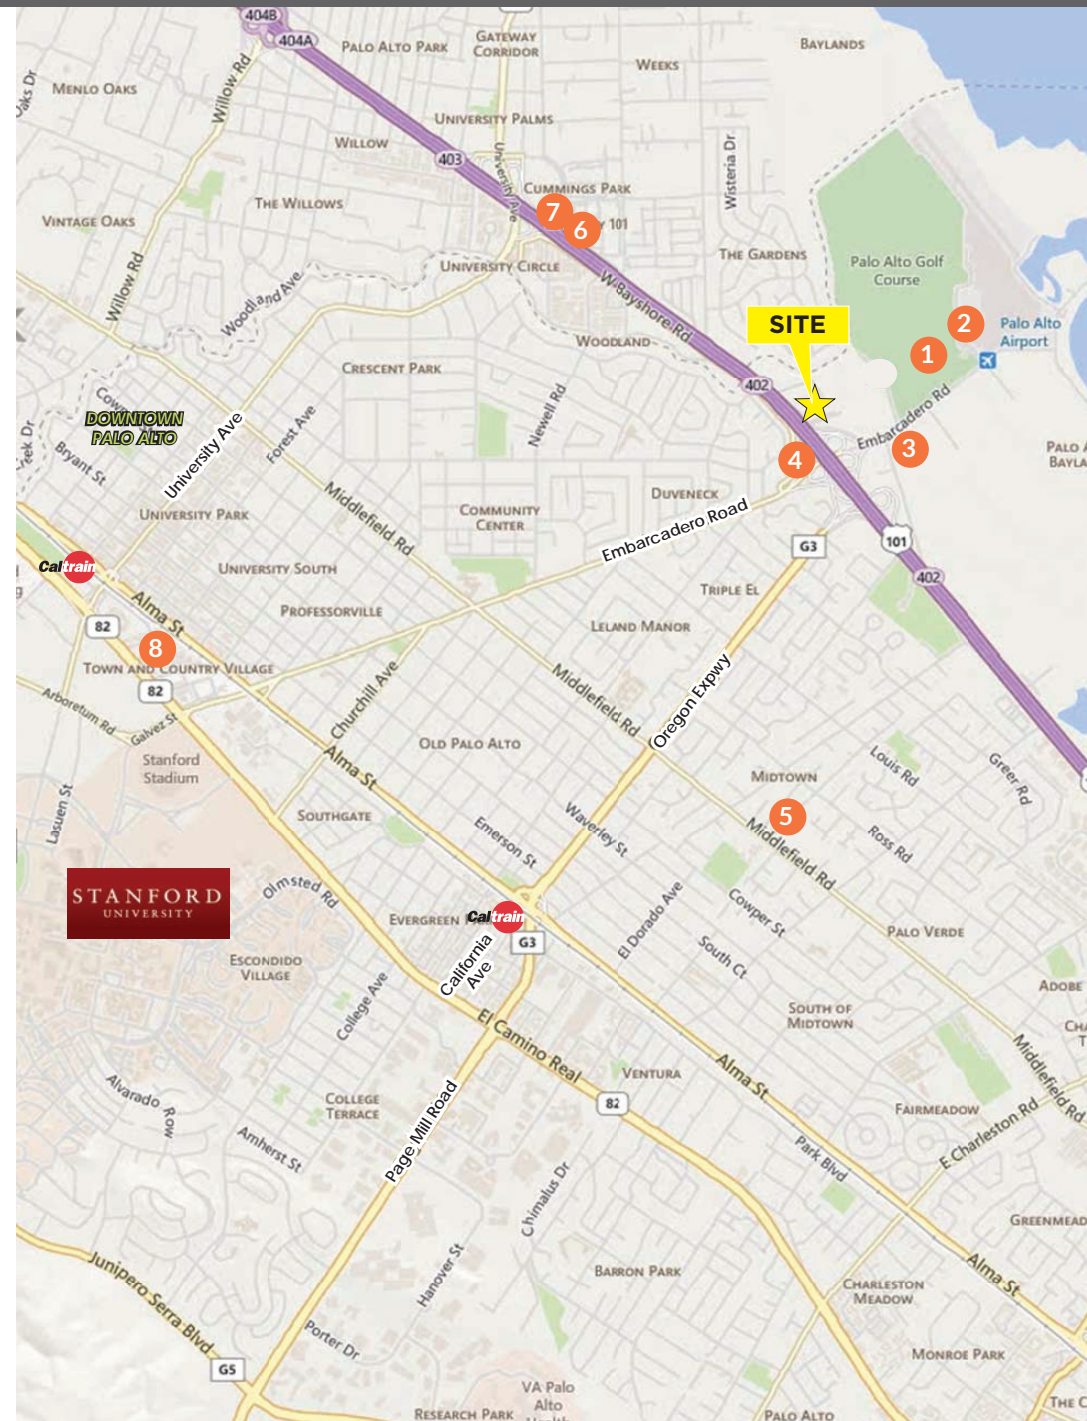 404B
404A
PALO ALTO PARK
GATEWAY
CORRIDOR
BAYLANDS
WEEKS
MENLO OAKS
Willow Rd
UNIVERSITY PALMS
WILLOW
403
University Ave
Wisteria Dr
CUMMINGS PARK
THE WILLOWS
7
6
101
VINTAGE OAKS
THE GARDENS
Palo Alto Golf
Course
UNIVERSITY CIRCLE
Willow Rd
Woodland Ave
W Bayshore Rd
SITE
2
Palo Alto
Airport
WOODLAND
1
CRESCENT PARK
402
DOWNTOWN
PALO ALTO
Forest Ave
Newell Rd
Embarcadero Rd
University Ave
Bryant St
3
4
PALO A
BAYLA
DUVENECK
UNIVERSITY PARK
Middlefield Rd
COMMUNITY
CENTER
Embarcadero Road
101
G3
Caltrain
UNIVERSITY SOUTH
402
TRIPLE EL
Alma St
PROFESSORVILLE
82
LELAND MANOR
8
TOWN AND COUNTRY VILLAGE
82
Churchill Ave
Middlefield Rd
Oregon Expwy
Arboretum Rd
Galvez St
OLD PALO ALTO
Stanford
Stadium
Alma St
Louis Rd
Greer Rd
MIDTOWN
Lasuen St
SOUTHGATE
5
Emerson St
Waverley St
Middlefield Rd
Ross Rd
STANFORD
UNIVERSITY
Olmsted Rd
EVERGREEN
Caltrain
G3
El Dorado Ave
Cowper St
PALO VERDE
California
Ave
South Ct
ESCONDIDO
VILLAGE
College Ave
ADOBE
SOUTH OF
MIDTOWN
El Camino Real
Middlefield Rd
Alma St
VENTURA
Alvarado Row
COLLEGE
TERRACE
82
FAIRMEADOW
Page Mill Road
Amherst St
Park Blvd
E Charleston Rd
Chimalus Dr
GREENMEAD
Junipero Serra Blvd
Hanover St
BARRON PARK
Alma St
CHARLESTON
MEADOW
Porter Dr
MONROE PARK
G5
VA Palo
Alto
RESEARCH PARK
PALO ALTO
THE C